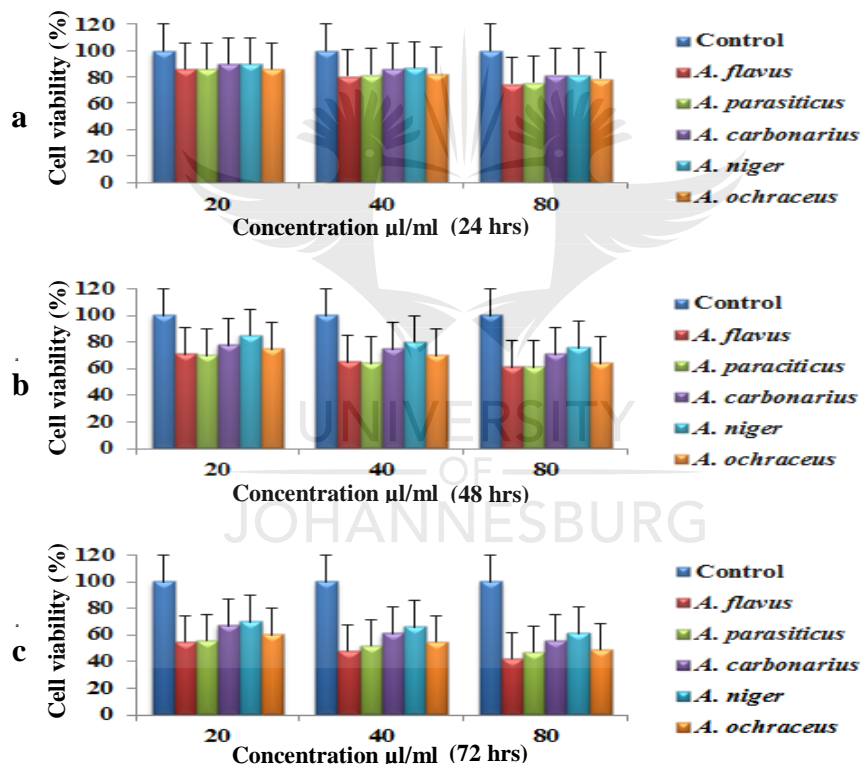 a
Cell viability (%)
120
100
80
60
40
20
0
20 40 80
Concentration µl/ml (24 hrs)
Control
A. flavus
A. parasiticus
A. carbonarius
A. niger
A. ochraceus
b
Cell viability (%)
120
100
80
60
40
20
0
20 40 80
Concentration µl/ml (48 hrs)
Control
A. flavus
A. paraciticus
A. carbonarius
A. niger
A. ochraceus
UNIVERSITY
OF
JOHANNESBURG
c
Cell viability (%)
120
100
80
60
40
20
0
20 40 80
Concentration µl/ml (72 hrs)
Control
A. flavus
A. parasiticus
A. carbonarius
A. niger
A. ochraceus